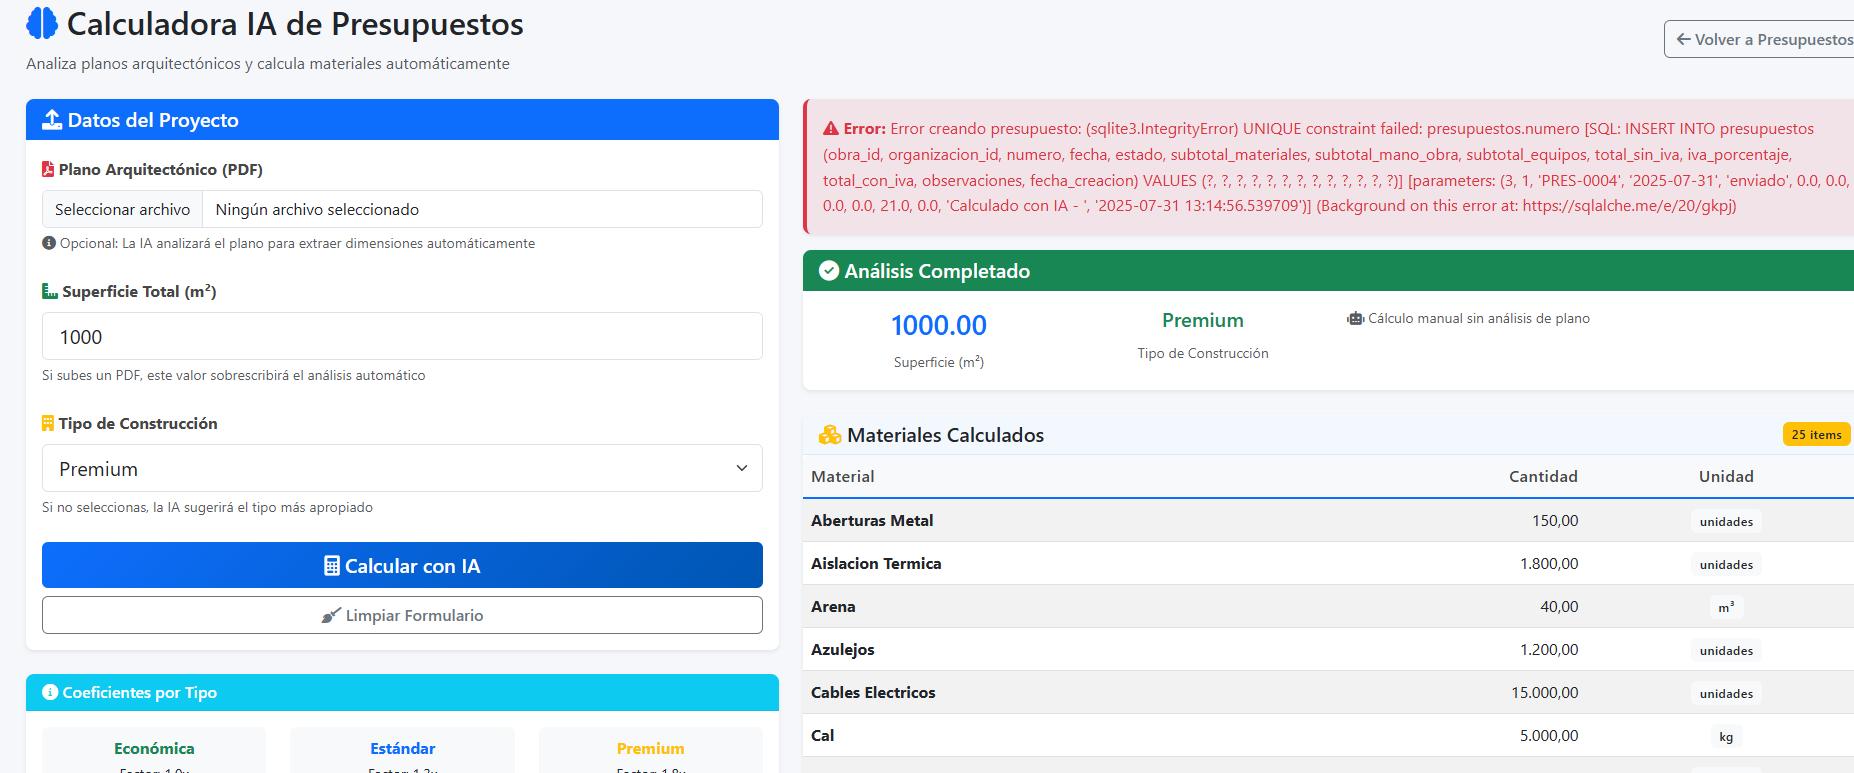 Calculadora IA de Presupuestos
Analiza planos arquitectónicos y calcula materiales automáticamente
← Volver a Presupuestos
Datos del Proyecto
Plano Arquitectónico (PDF)
Seleccionar archivo Ningún archivo seleccionado
Opcional: La IA analizará el plano para extraer dimensiones automáticamente
Superficie Total (m²)
1000
Si subes un PDF, este valor sobrescribirá el análisis automático
Tipo de Construcción
Premium
Si no seleccionas, la IA sugerirá el tipo más apropiado
Calcular con IA
Limpiar Formulario
Coeficientes por Tipo
Económica Estándar Premium
Factor: 1.0x Factor: 1.3x Factor: 1.8x
Error: Error creando presupuesto: (sqlite3.IntegrityError) UNIQUE constraint failed: presupuestos.numero [SQL: INSERT INTO presupuestos
(obra_id, organizacion_id, numero, fecha, estado, subtotal_materiales, subtotal_mano_obra, subtotal_equipos, total_sin_iva, iva_porcentaje,
total_con_iva, observaciones, fecha_creacion) VALUES (?, ?, ?, ?, ?, ?, ?, ?, ?, ?, ?, ?, ?)] [parameters: (3, 1, 'PRES-0004', '2025-07-31', 'enviado', 0.0, 0.0,
0.0, 0.0, 21.0, 0.0, 'Calculado con IA - ', '2025-07-31 13:14:56.539709')] (Background on this error at: https://sqlalche.me/e/20/gkpj)
Análisis Completado
1000.00
Superficie (m²)
Premium
Tipo de Construcción
Cálculo manual sin análisis de plano
Materiales Calculados 25 items
Material Cantidad Unidad
Aberturas Metal 150,00 unidades
Aislacion Termica 1.800,00 unidades
Arena 40,00 m³
Azulejos 1.200,00 unidades
Cables Electricos 15.000,00 unidades
Cal 5.000,00 kg